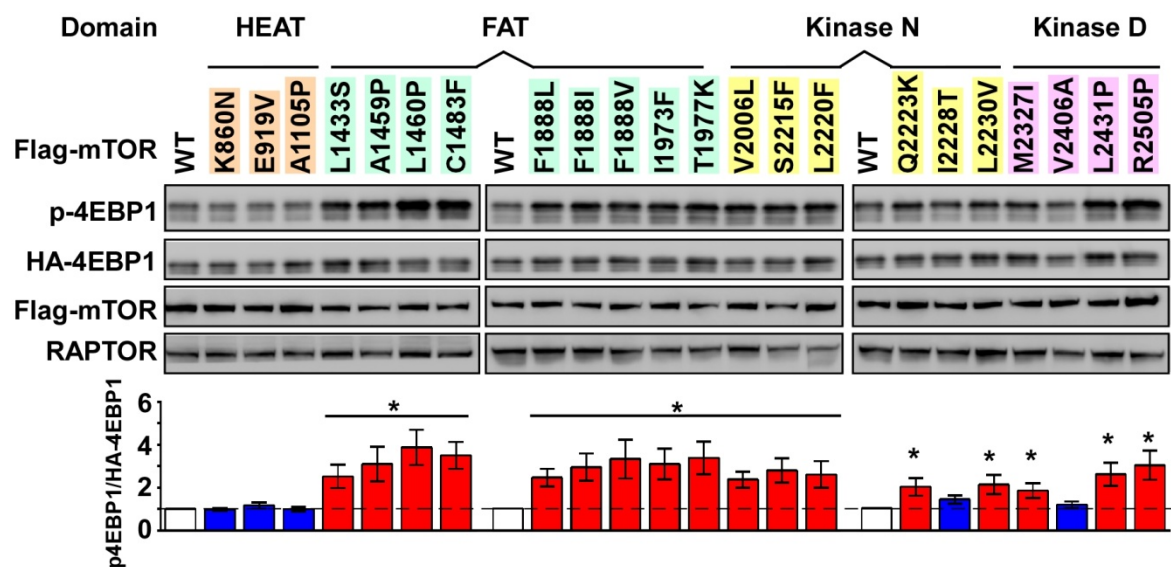 Domain HEAT FAT Kinase N Kinase D
Flag-mTOR WT K860N E919V A1105P L1433S A1459P L1460P C1483F WT F1888L F1888I F1888V I1973F T1977K V2006L S2215F L2220F WT Q2223K I2228T L2230V M2327I V2406A L2431P R2505P
p-4EBP1
HA-4EBP1
Flag-mTOR
RAPTOR
p4EBP1/HA-4EBP1
6
4
2
0
* * * * * * *